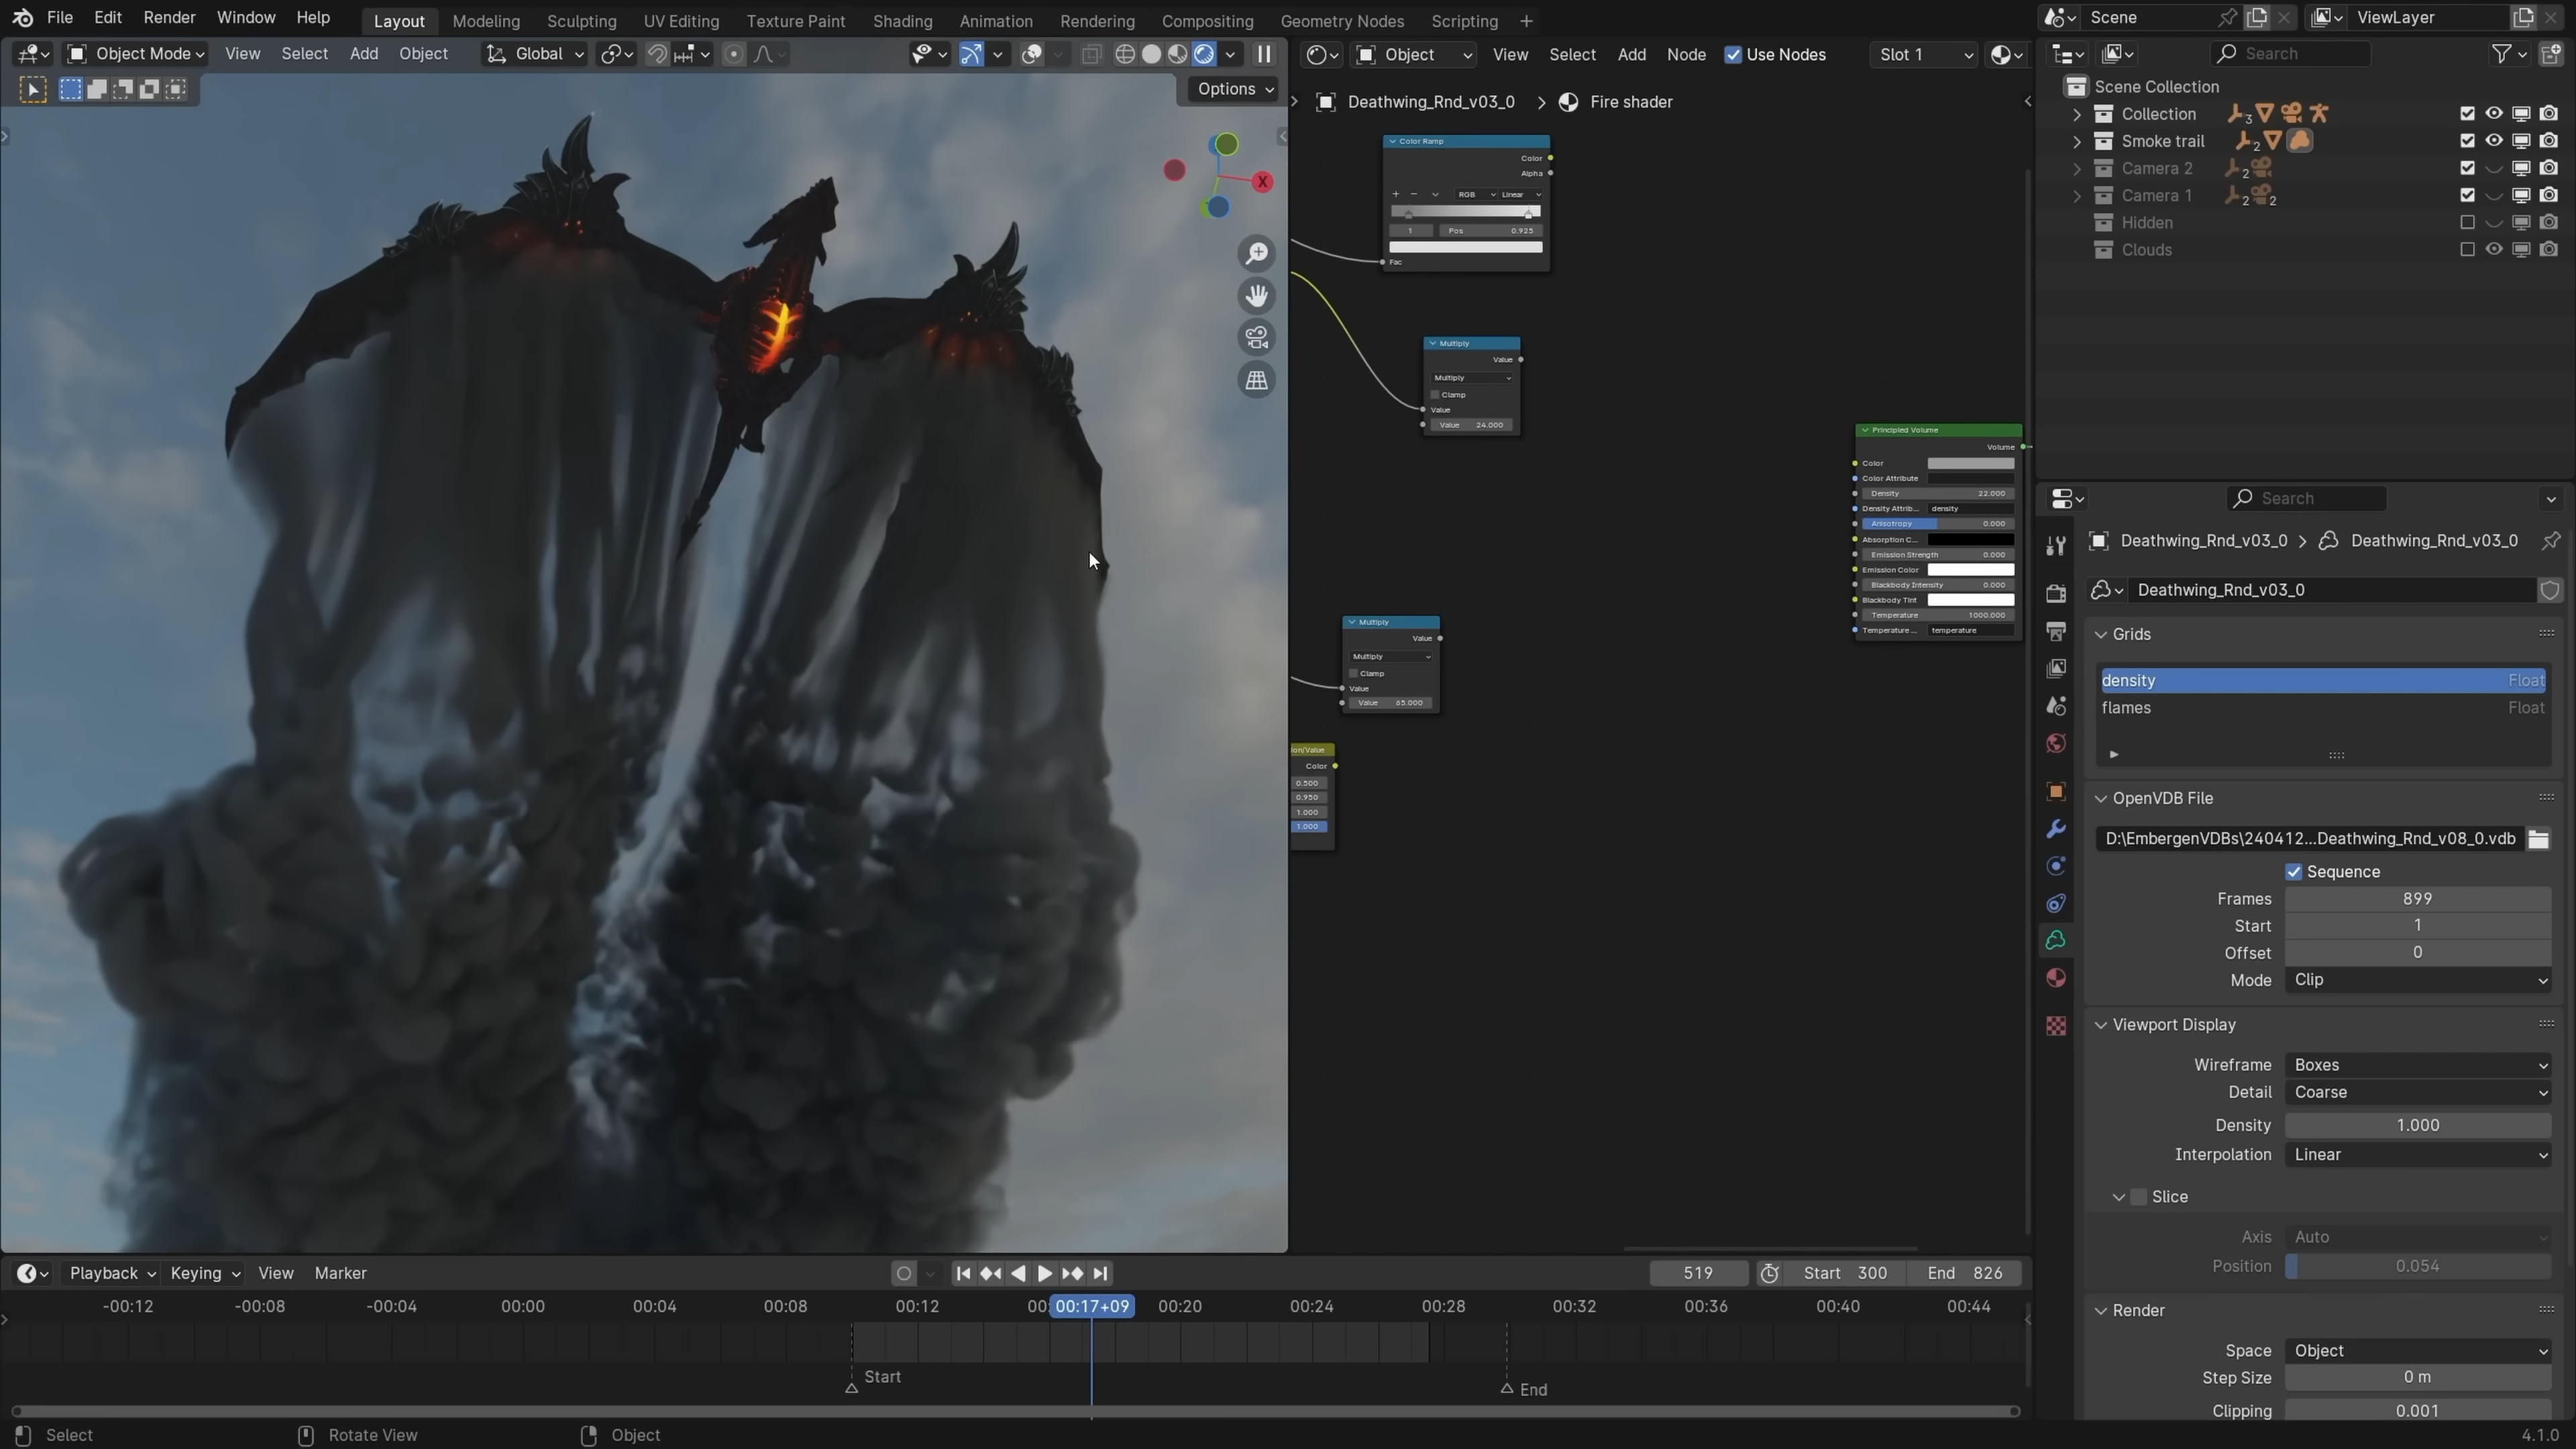 File Edit Render Window Help Layout Modeling Sculpting UV Editing Texture Paint Shading Animation Rendering Compositing Geometry Nodes Scripting + Scene ViewLayer
Object Mode View Select Add Object Global Object View Select Add Node Use Nodes Slot 1 Search
Options
Deathwing_Rnd_v03_0 > Fire shader
Scene Collection
Collection 3
Smoke trail 2
Camera 2 2
Camera 1 2 2
Hidden
Clouds
X
Color Ramp
Color
Alpha
+ − RGB Linear
1 Pos 0.925
Fac
Multiply
Value
Multiply
Clamp
Value
Value 24.000
Multiply
Value
Multiply
Clamp
Value
Value 65.000
ion/Value
Color
0.500
0.950
1.000
1.000
Principled Volume
Volume
Color
Color Attribute
Density 22.000
Density Attrib... density
Anisotropy 0.000
Absorption C...
Emission Strength 0.000
Emission Color
Blackbody Intensity 0.000
Blackbody Tint
Temperature 1000.000
Temperature ... temperature
Search
Deathwing_Rnd_v03_0 > Deathwing_Rnd_v03_0
Deathwing_Rnd_v03_0
Grids
density Float
flames Float
OpenVDB File
D:\EmbergenVDBs\240412...Deathwing_Rnd_v08_0.vdb
Sequence
Frames 899
Start 1
Offset 0
Mode Clip
Viewport Display
Wireframe Boxes
Detail Coarse
Density 1.000
Interpolation Linear
Slice
Axis Auto
Position 0.054
Render
Space Object
Step Size 0 m
Clipping 0.001
Playback Keying View Marker 519 Start 300 End 826
-00:12 -00:08 -00:04 00:00 00:04 00:08 00:12 00:17+09 00:20 00:24 00:28 00:32 00:36 00:40 00:44
Start
End
Select Rotate View Object 4.1.0